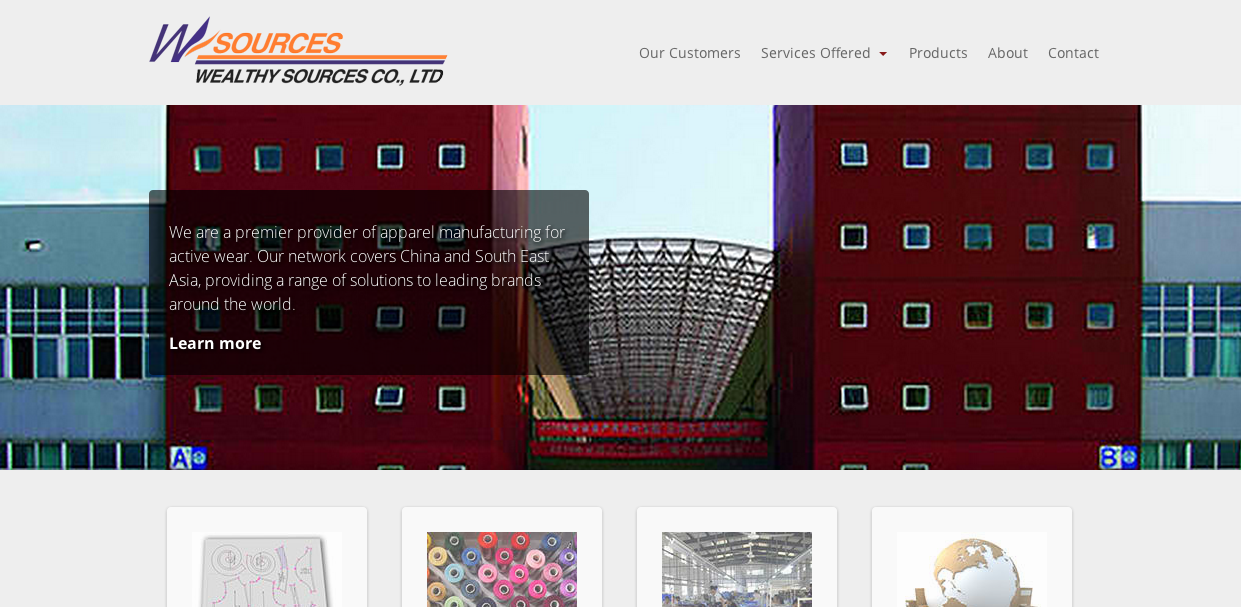 W SOURCES
WEALTHY SOURCES CO., LTD
Our Customers Services Offered Products About Contact
We are a premier provider of apparel manufacturing for
active wear. Our network covers China and South East
Asia, providing a range of solutions to leading brands
around the world.
Learn more
A
B